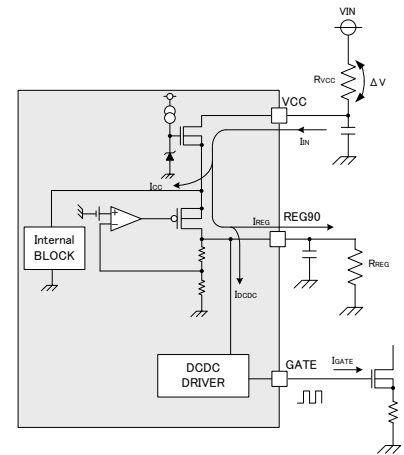 VIN
RVCC
ΔV
VCC
IIN
ICC
IREG
REG90
+
-
Internal
BLOCK
IDCDC
RREG
DCDC
DRIVER
GATE
IGATE